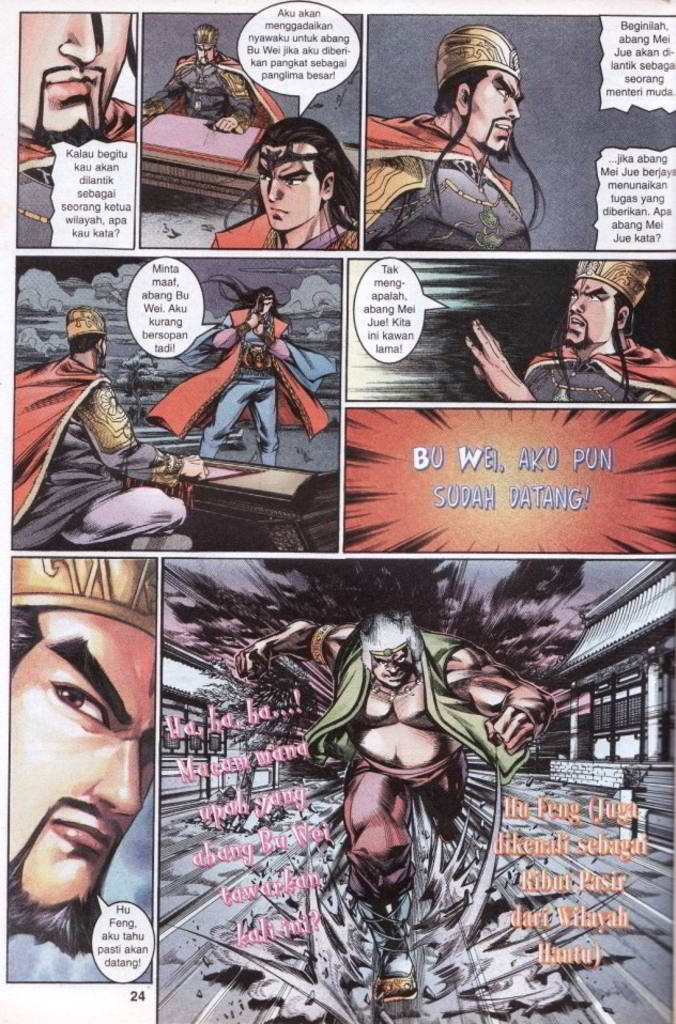 Kalau begitu
kau akan
dilantik
sebagai
seorang ketua
wilayah, apa
kau kata?
Aku akan
menggadaikan
nyawaku untuk abang
Bu Wei jika aku diberi-
kan pangkat sebagai
panglima besar!
Beginilah,
abang Mei
Jue akan di-
lantik sebagai
seorang
menteri muda.
...jika abang
Mei Jue berjaya
menunaikan
tugas yang
diberikan. Apa
abang Mei
Jue kata?
Minta
maaf,
abang Bu
Wei. Aku
kurang
bersopan
tadi!
Tak
meng-
apalah,
abang Mei
Jue! Kita
ini kawan
lama!
BU WEI, AKU PUN
SUDAH DATANG!
Hu
Feng,
aku tahu
pasti akan
datang!
Ha, ha, ha...!
Macam mana
upah yang
abang Bu Wei
tawarkan
kali ini?
Hu Feng (Juga
dikenali sebagai
Ribut Pasir
dari Wilayah
Hantu)
24